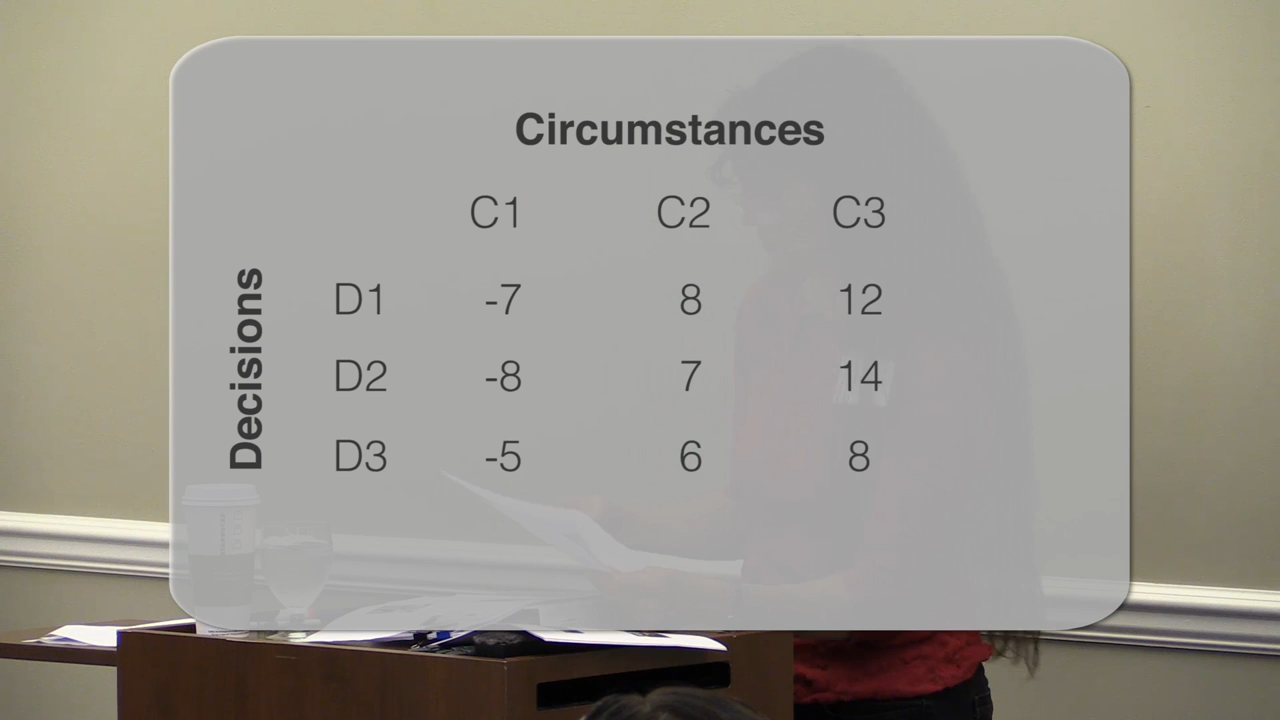 Circumstances
C1 C2 C3
Decisions
D1 -7 8 12
D2 -8 7 14
D3 -5 6 8